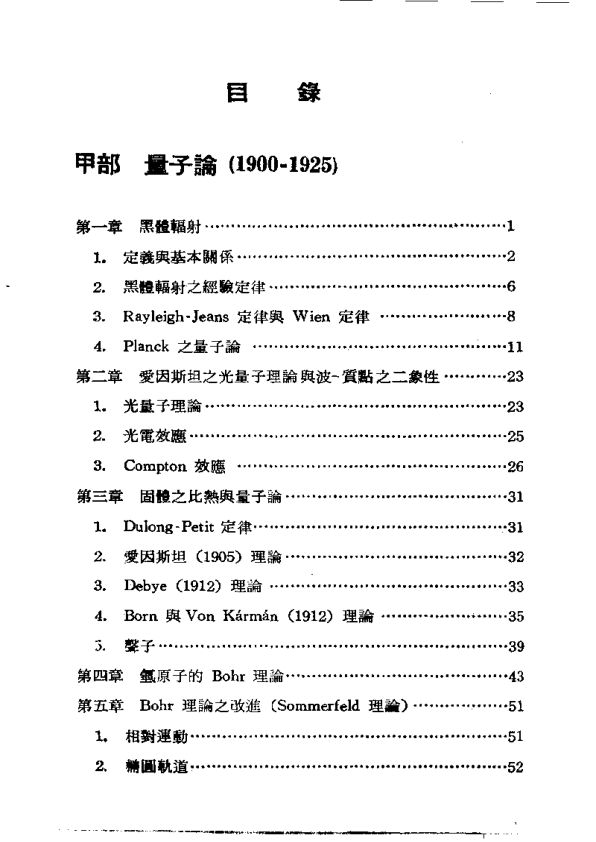 目 錄
甲部 量子論 (1900-1925)
第一章 黑體輻射……1
1. 定義與基本關係……2
2. 黑體輻射之經驗定律……6
3. Rayleigh-Jeans 定律與 Wien 定律……8
4. Planck 之量子論……11
第二章 愛因斯坦之光量子理論與波-質點之二象性……23
1. 光量子理論……23
2. 光電效應……25
3. Compton 效應……26
第三章 固體之比熱與量子論……31
1. Dulong-Petit 定律……31
2. 愛因斯坦 (1905) 理論……32
3. Debye (1912) 理論……33
4. Born 與 Von Kármán (1912) 理論……35
5. 聲子……39
第四章 氫原子的 Bohr 理論……43
第五章 Bohr 理論之改進 (Sommerfeld 理論)……51
1. 相對運動……51
2. 橢圓軌道……52